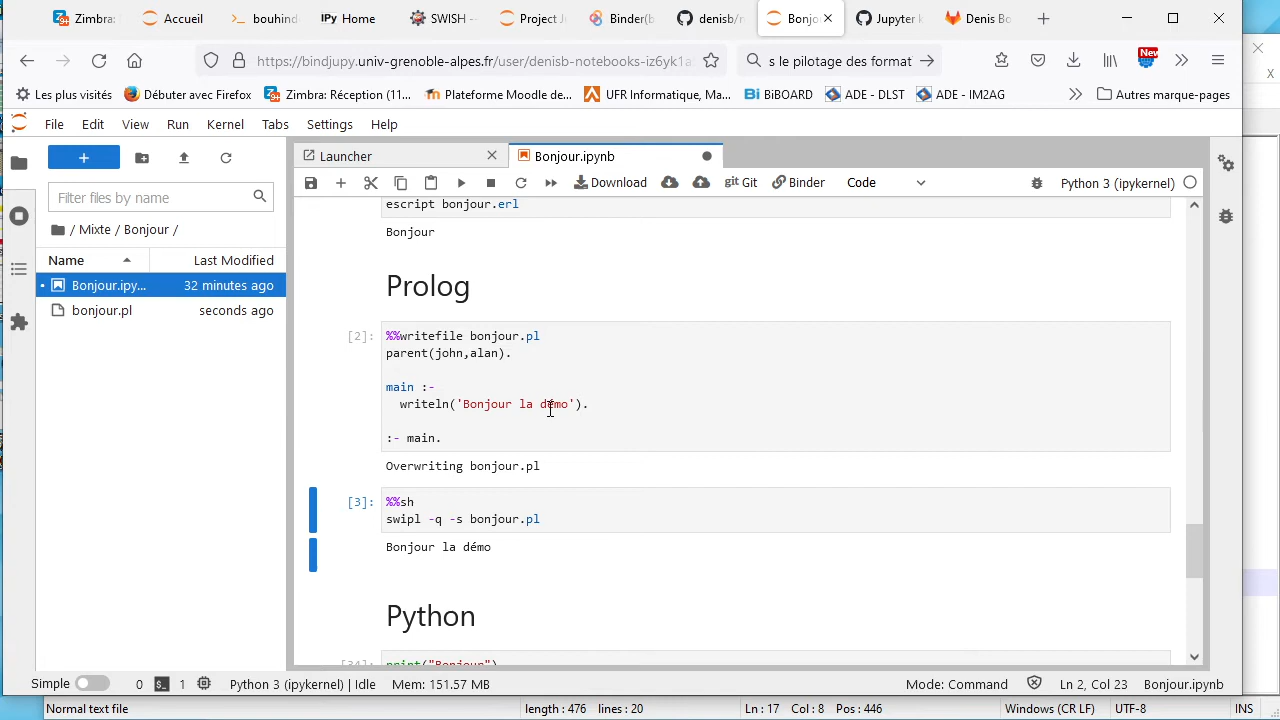 Zimbra:
Accueil
bouhind
IPy Home
SWISH --
Project J
Binder(b
denisb/n
Bonjo
Jupyter k
Denis Bo
https://bindjupy.univ-grenoble-alpes.fr/user/denisb-notebooks-iz6yk1a
s le pilotage des format
New
Les plus visités
Débuter avec Firefox
Zimbra: Réception (11...
Plateforme Moodle de...
UFR Informatique, Ma...
BiBOARD
ADE - DLST
ADE - IM2AG
Autres marque-pages
File Edit View Run Kernel Tabs Settings Help
Launcher
Bonjour.ipynb
Download
git Git
Binder
Code
Python 3 (ipykernel)
Filter files by name
/ Mixte / Bonjour /
Name Last Modified
Bonjour.ipy... 32 minutes ago
bonjour.pl seconds ago
escript bonjour.erl
Bonjour
Prolog
[2]: %%writefile bonjour.pl
parent(john,alan).
main :-
writeln('Bonjour la démo').
:- main.
Overwriting bonjour.pl
[3]: %%sh
swipl -q -s bonjour.pl
Bonjour la démo
Python
[34]: print("Bonjour")
Simple 0 1 Python 3 (ipykernel) | Idle Mem: 151.57 MB Mode: Command Ln 2, Col 23 Bonjour.ipynb
Normal text file length : 476 lines : 20 Ln : 17 Col : 8 Pos : 446 Windows (CR LF) UTF-8 INS